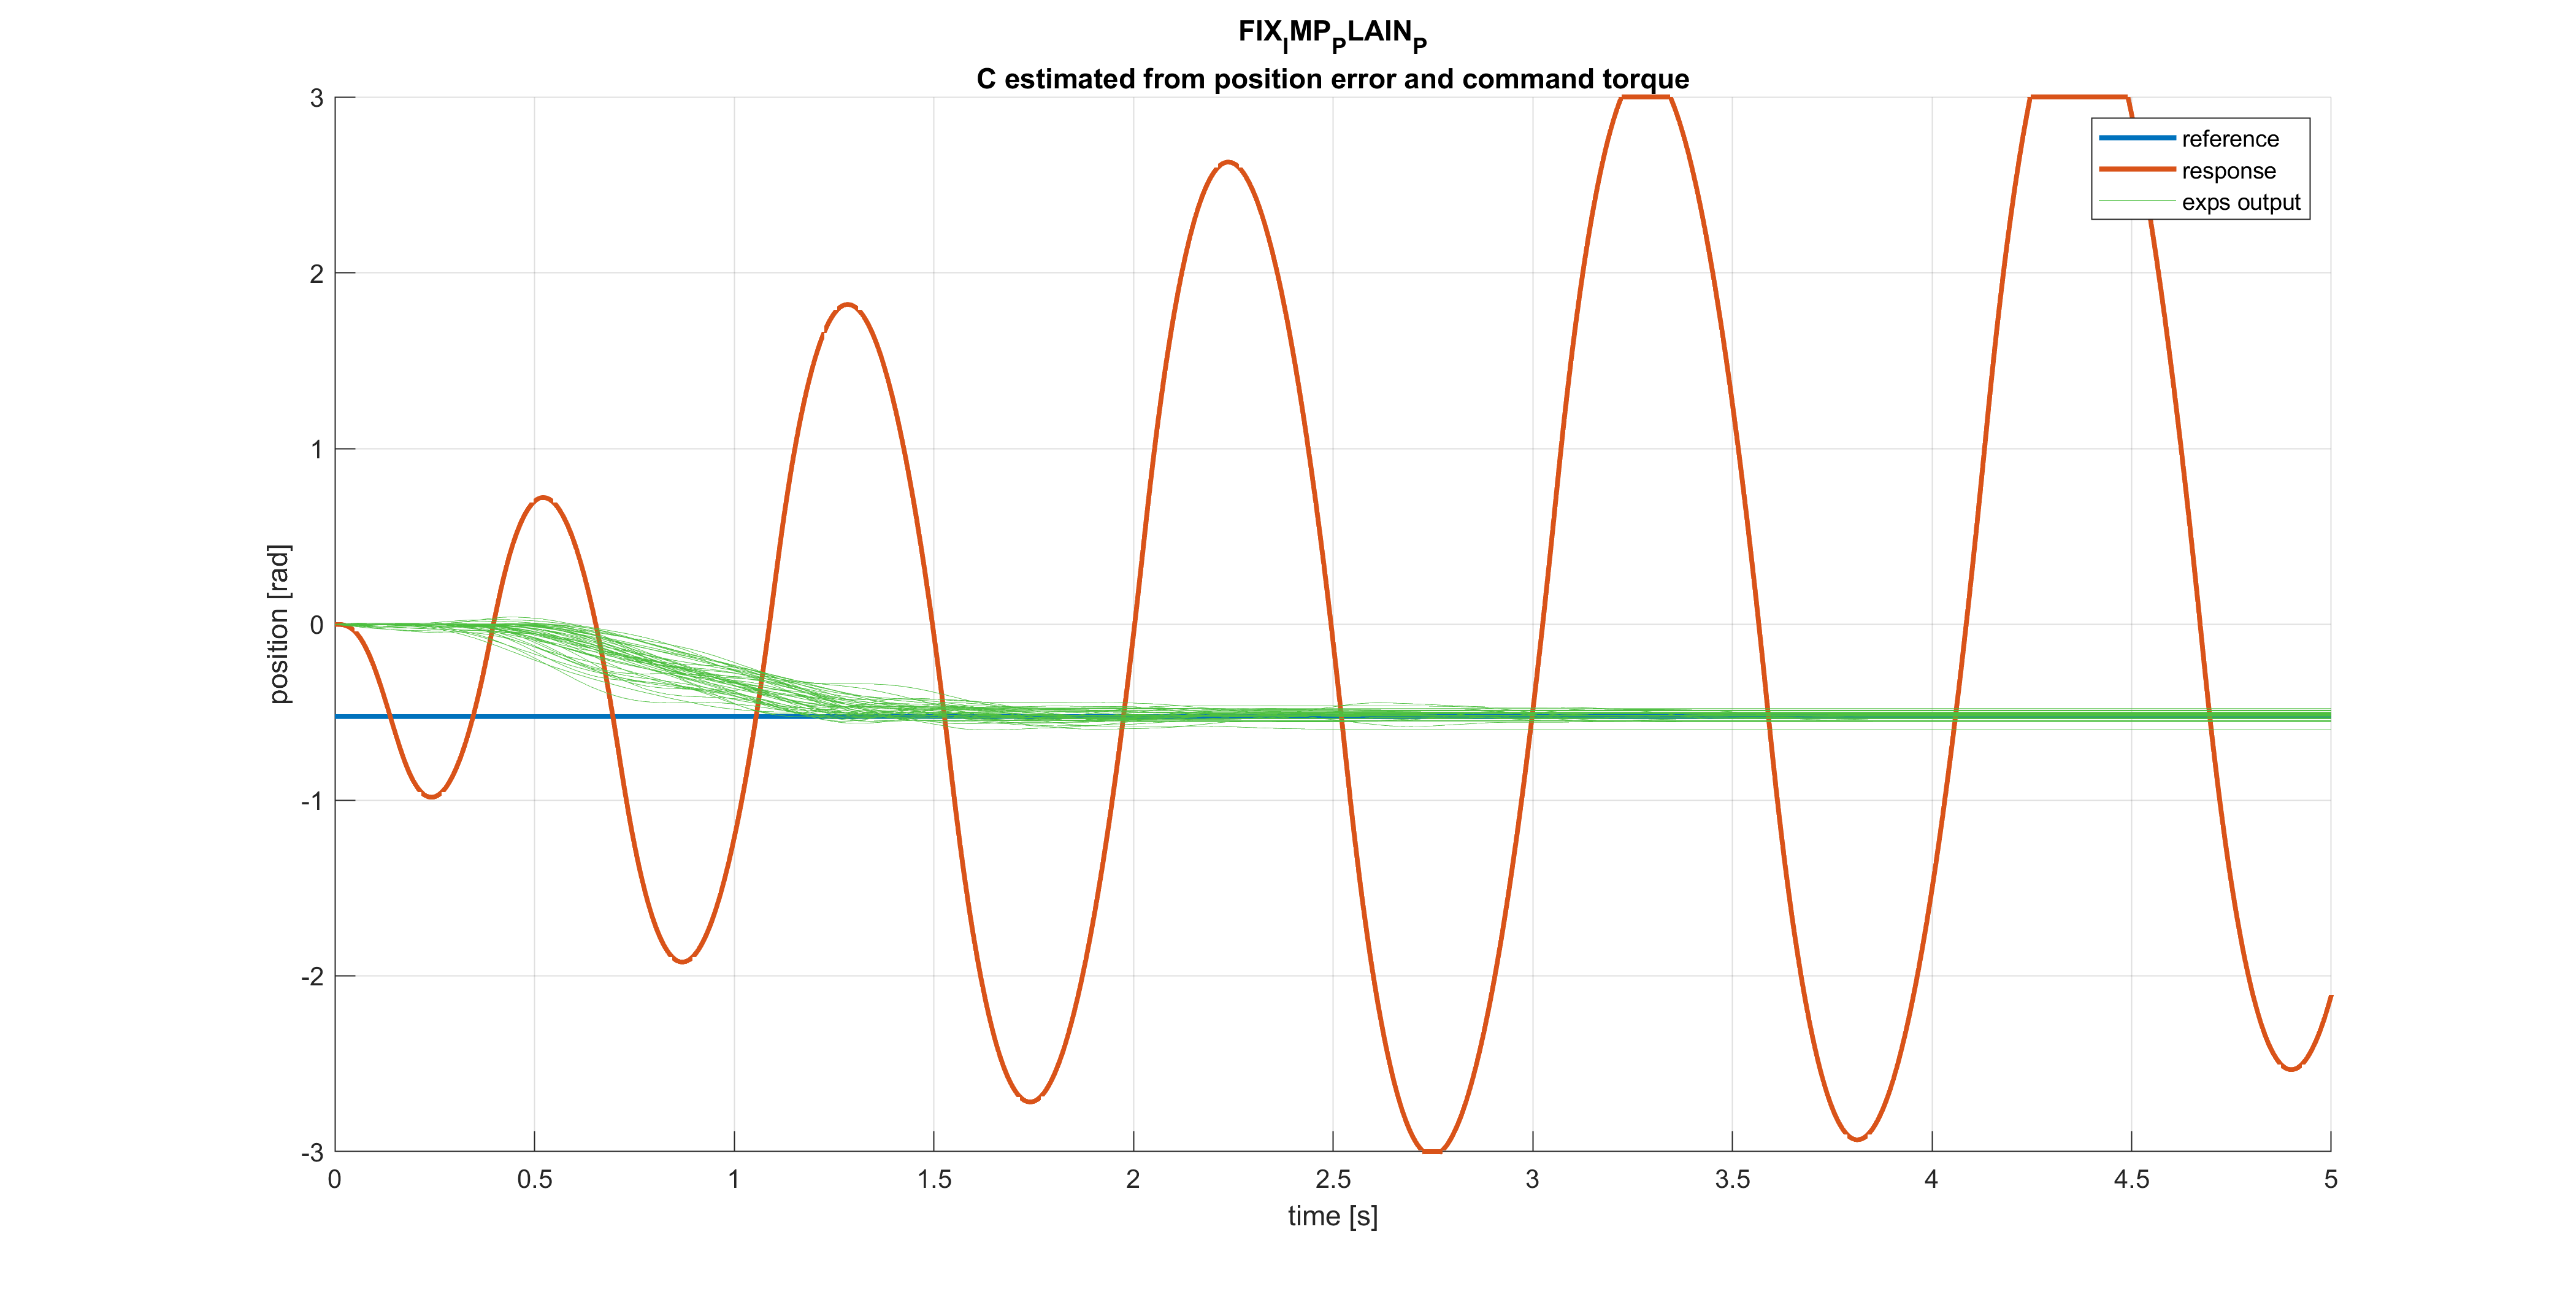 FIX_IMP_PLAIN_P
C estimated from position error and command torque
3
2
1
0
-1
-2
-3
position [rad]
reference
response
exps output
0 0.5 1 1.5 2 2.5 3 3.5 4 4.5 5
time [s]